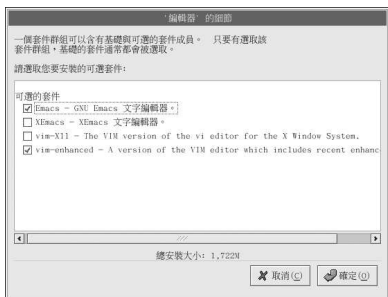 '編輯器' 的細節
一個套件群組可以含有基礎與可選的套件成員。 只要有選取該
套件群組，基礎的套件通常都會被選取。
請選取您要安裝的可選套件:
可選的套件
Emacs - GNU Emacs 文字編輯器。
XEmacs - XEmacs 文字編輯器。
vim-X11 - The VIM version of the vi editor for the X Window System.
vim-enhanced - A version of the VIM editor which includes recent enhanc
總安裝大小: 1,722M
取消(C)
確定(O)